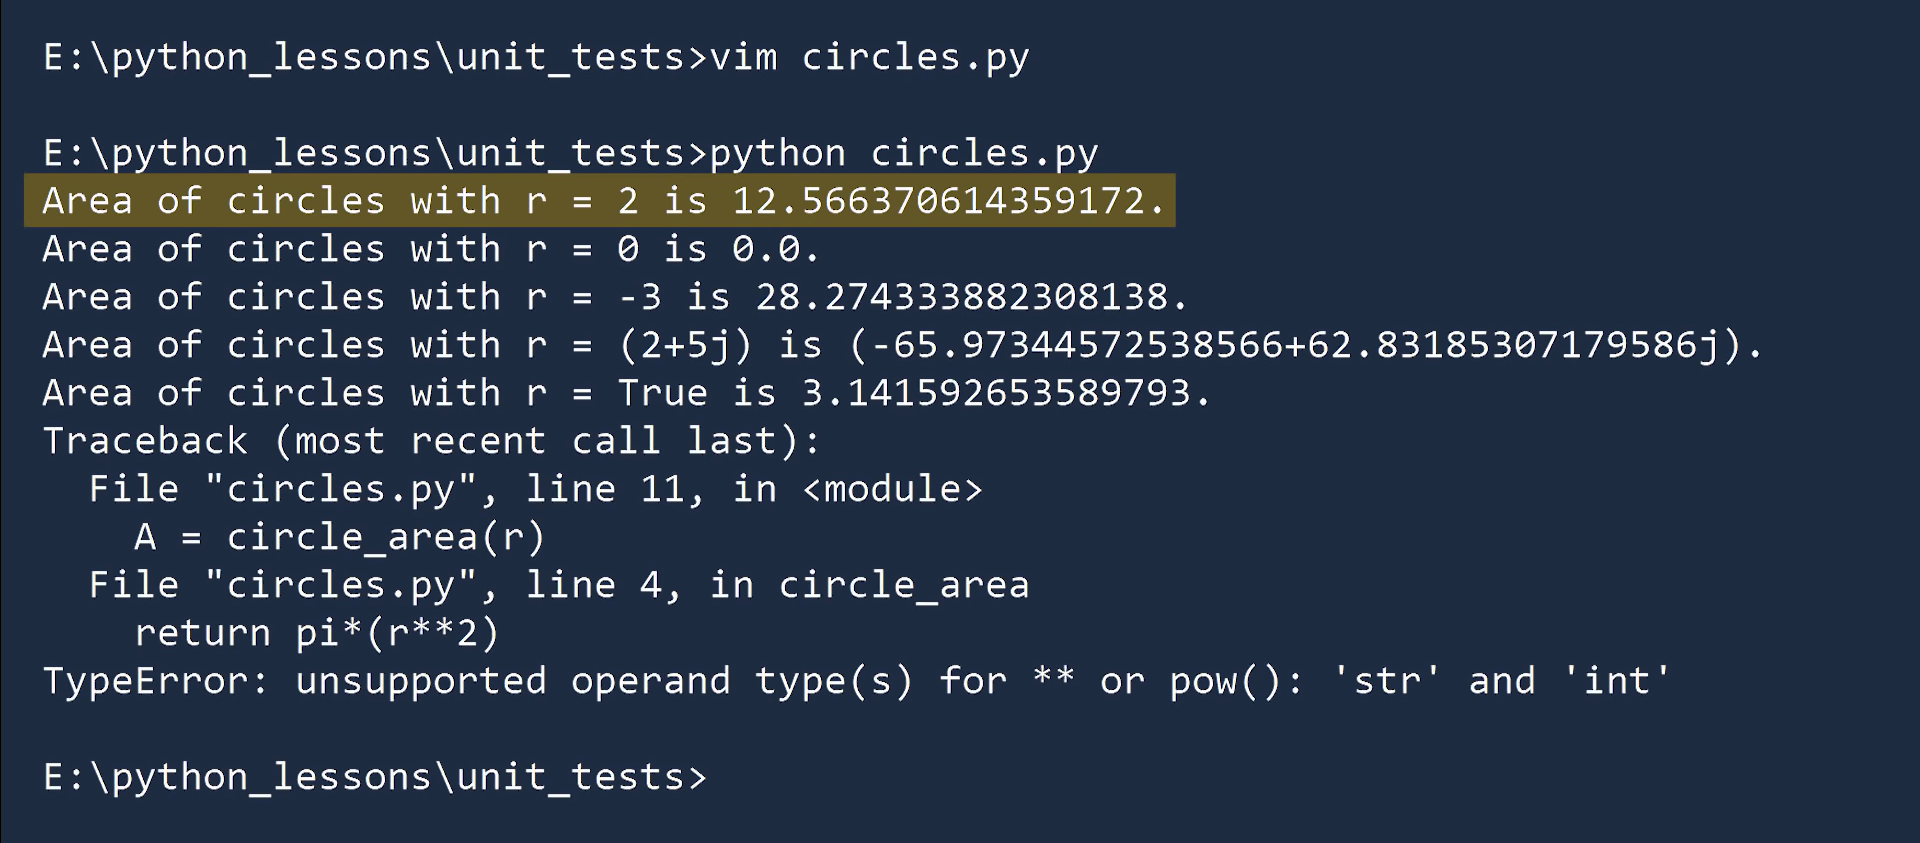 E:\python_lessons\unit_tests>vim circles.py
E:\python_lessons\unit_tests>python circles.py
Area of circles with r = 2 is 12.566370614359172.
Area of circles with r = 0 is 0.0.
Area of circles with r = -3 is 28.274333882308138.
Area of circles with r = (2+5j) is (-65.97344572538566+62.83185307179586j).
Area of circles with r = True is 3.141592653589793.
Traceback (most recent call last):
  File "circles.py", line 11, in <module>
    A = circle_area(r)
  File "circles.py", line 4, in circle_area
    return pi*(r**2)
TypeError: unsupported operand type(s) for ** or pow(): 'str' and 'int'
E:\python_lessons\unit_tests>